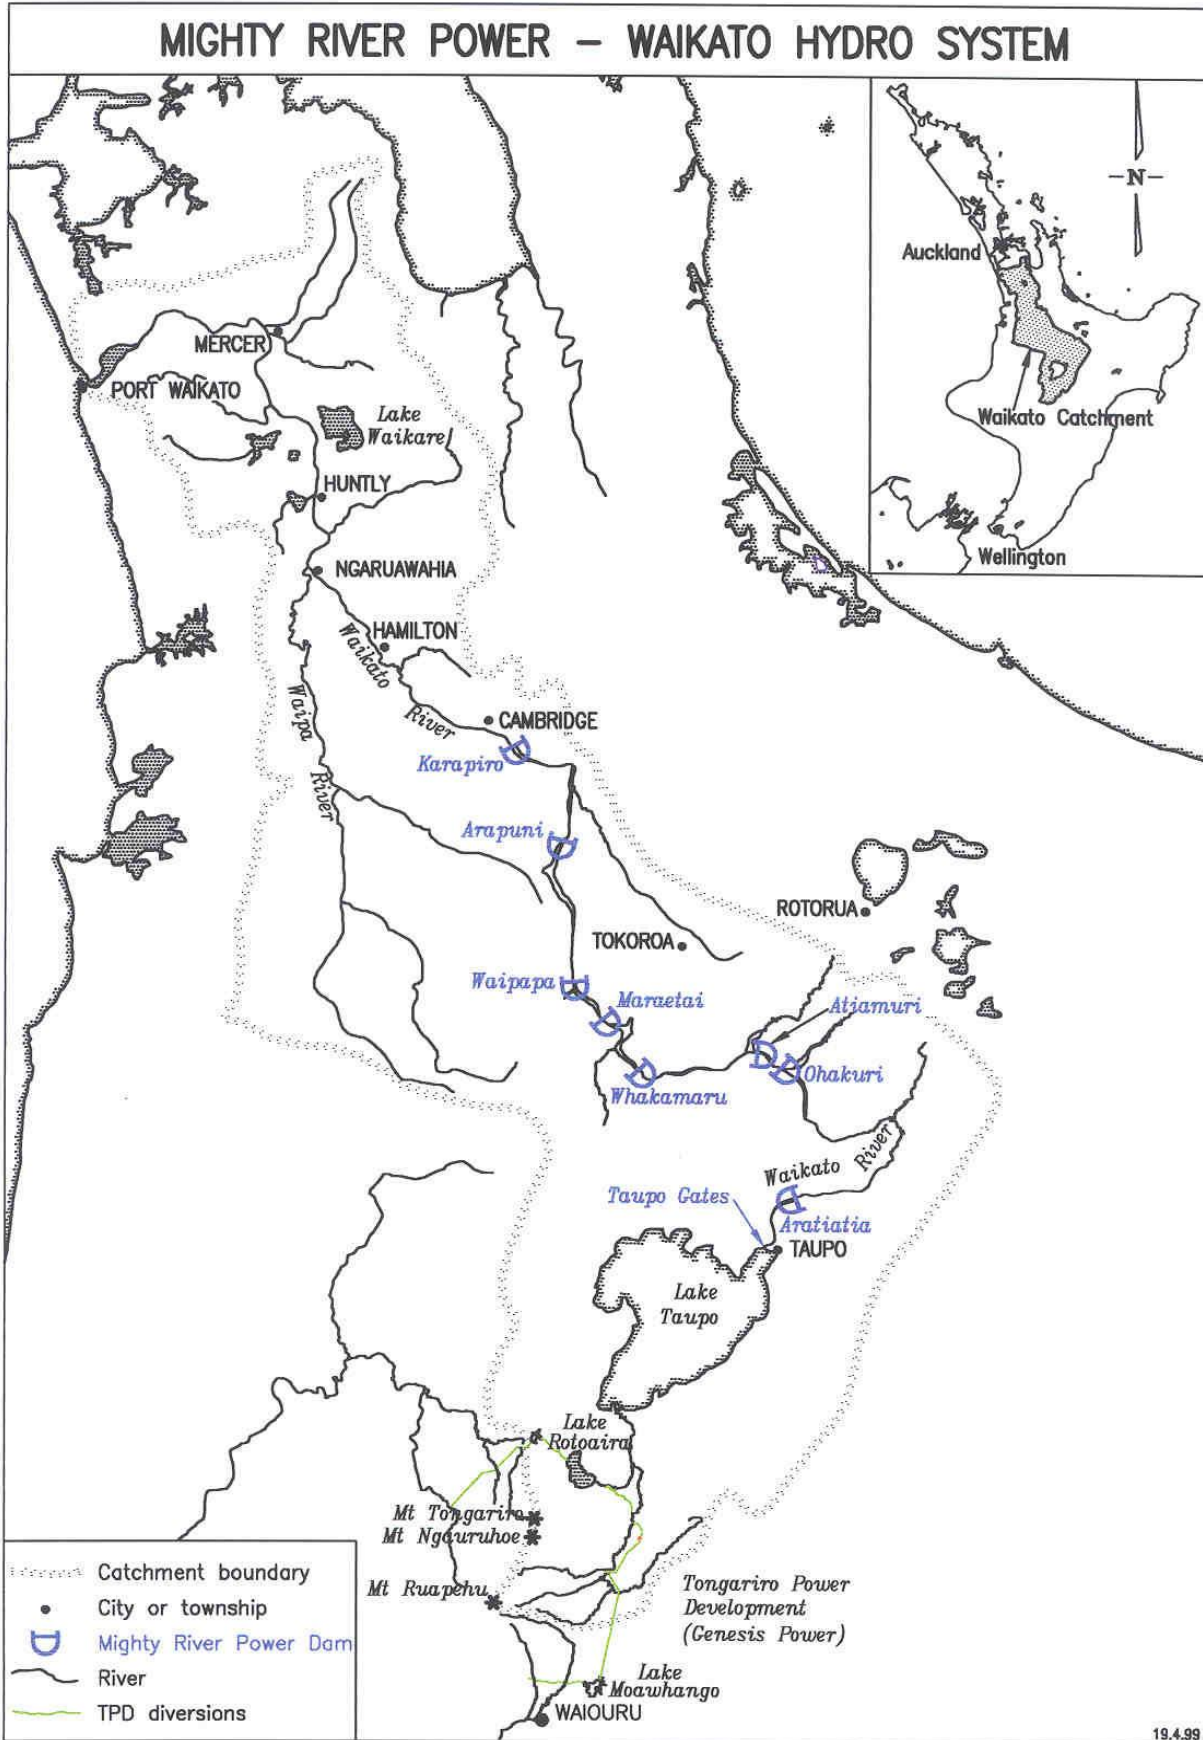 MIGHTY RIVER POWER – WAIKATO HYDRO SYSTEM
–N–
Auckland
Waikato Catchment
Wellington
MERCER
PORT WAIKATO
Lake
Waikare
HUNTLY
NGARUAWAHIA
HAMILTON
Waikato
River
Waipa
River
CAMBRIDGE
Karapiro
Arapuni
ROTORUA
TOKOROA
Waipapa
Maraetai
Atiamuri
Ohakuri
Whakamaru
Waikato
River
Taupo Gates
Aratiatia
TAUPO
Lake
Taupo
Lake
Rotoaira
Mt Tongariro
Mt Ngauruhoe
Mt Ruapehu
Tongariro Power
Development
(Genesis Power)
Lake
Moawhango
WAIOURU
Catchment boundary
City or township
Mighty River Power Dam
River
TPD diversions
19.4.99